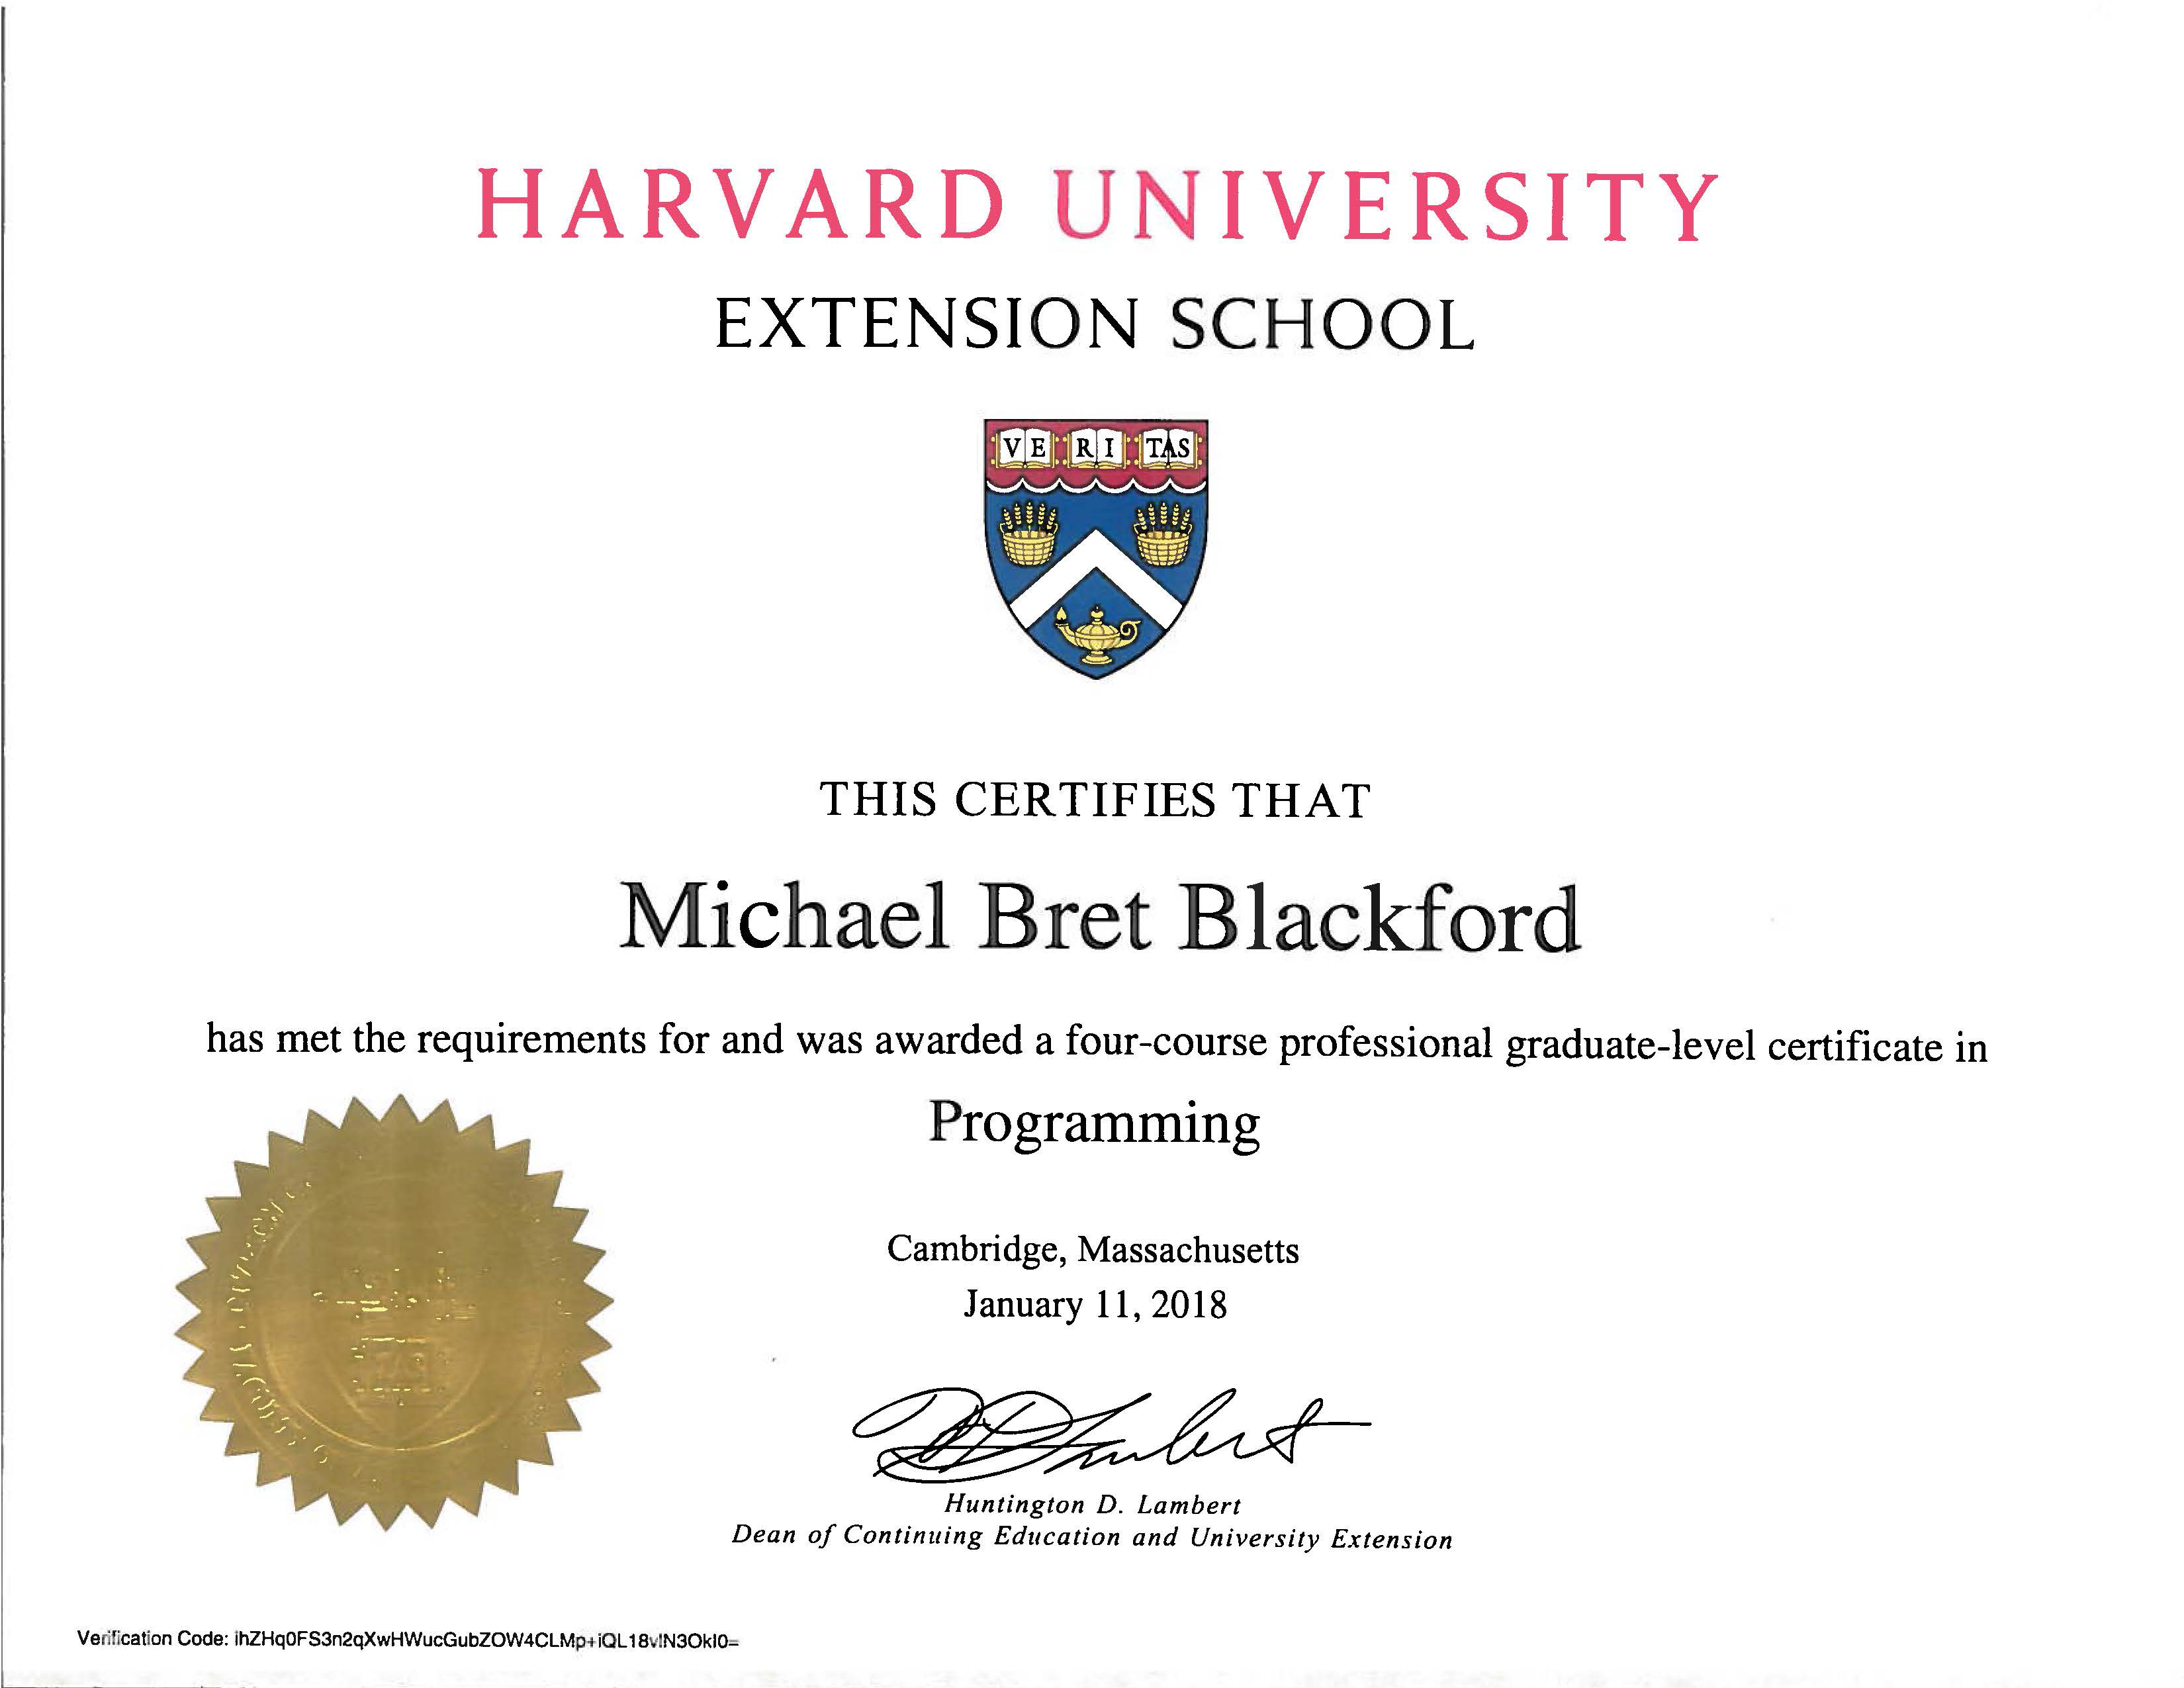 HARVARD UNIVERSITY
EXTENSION SCHOOL
VE RI TAS
THIS CERTIFIES THAT
Michael Bret Blackford
has met the requirements for and was awarded a four-course professional graduate-level certificate in
Programming
Cambridge, Massachusetts
January 11, 2018
Huntington D. Lambert
Dean of Continuing Education and University Extension
Verification Code: ihZHq0FS3n2qXwHWucGubZOW4CLMp+iQL18vIN3OkI0=